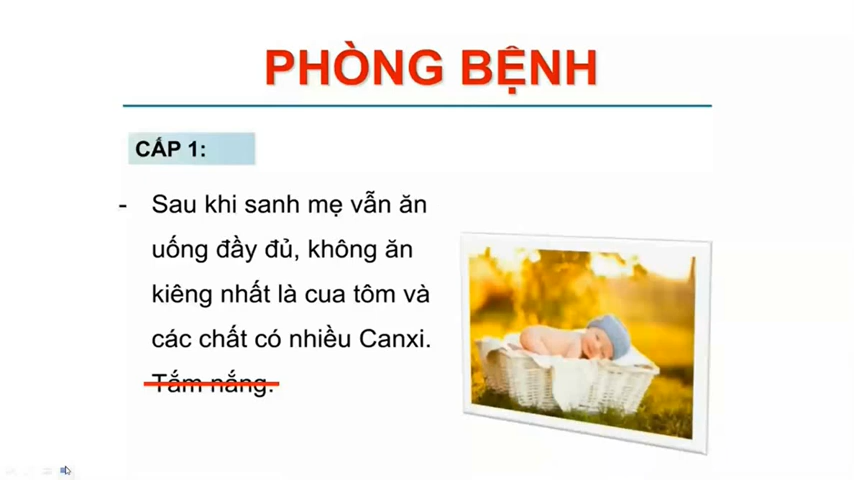 PHÒNG BỆNH
CẤP 1:
- Sau khi sanh mẹ vẫn ăn
uống đầy đủ, không ăn
kiêng nhất là cua tôm và
các chất có nhiều Canxi.
Tắm nắng.